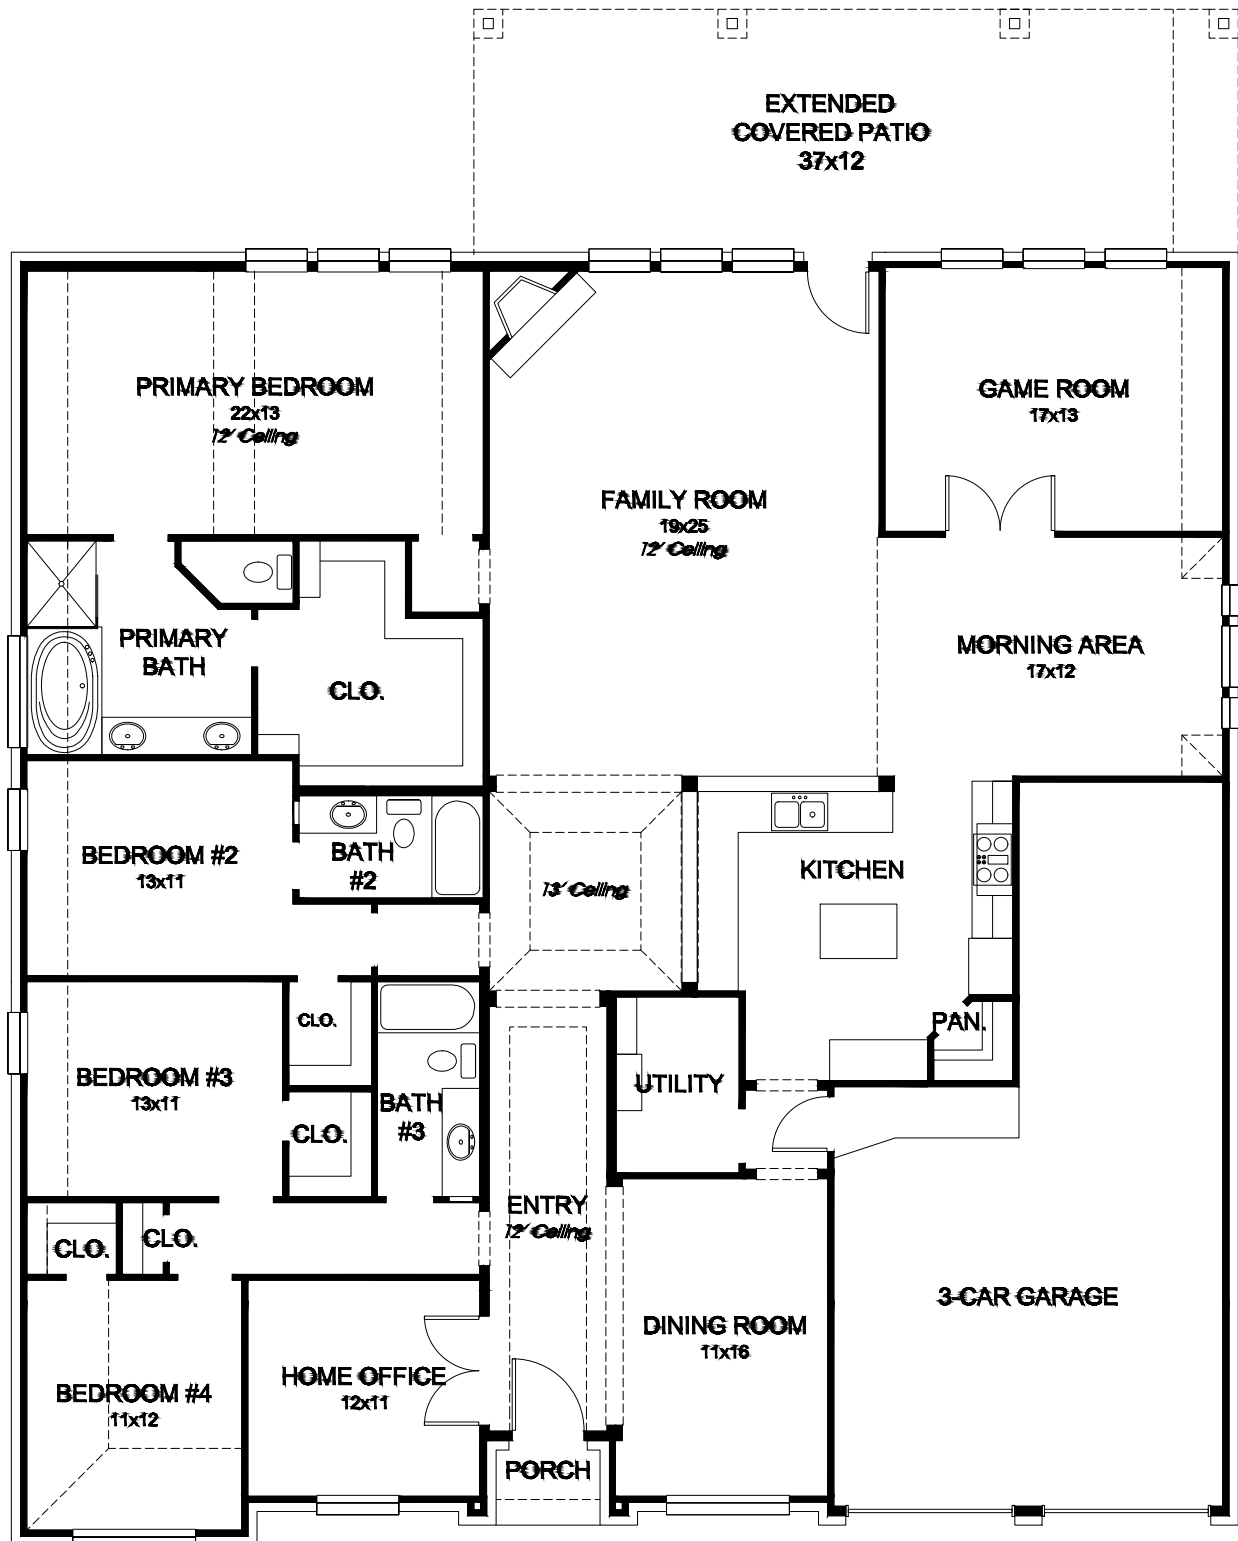 EXTENDED
COVERED PATIO
37x12
PRIMARY BEDROOM
22x13
12' Ceiling
GAME ROOM
17x13
FAMILY ROOM
19x25
12' Ceiling
PRIMARY
BATH
MORNING AREA
17x12
CLO.
BEDROOM #2
13x11
BATH
#2
13' Ceiling
KITCHEN
CLO.
PAN.
BEDROOM #3
13x11
UTILITY
BATH
#3
CLO.
ENTRY
12' Ceiling
CLO.
CLO.
3-CAR GARAGE
DINING ROOM
11x16
HOME OFFICE
12x11
BEDROOM #4
11x12
PORCH